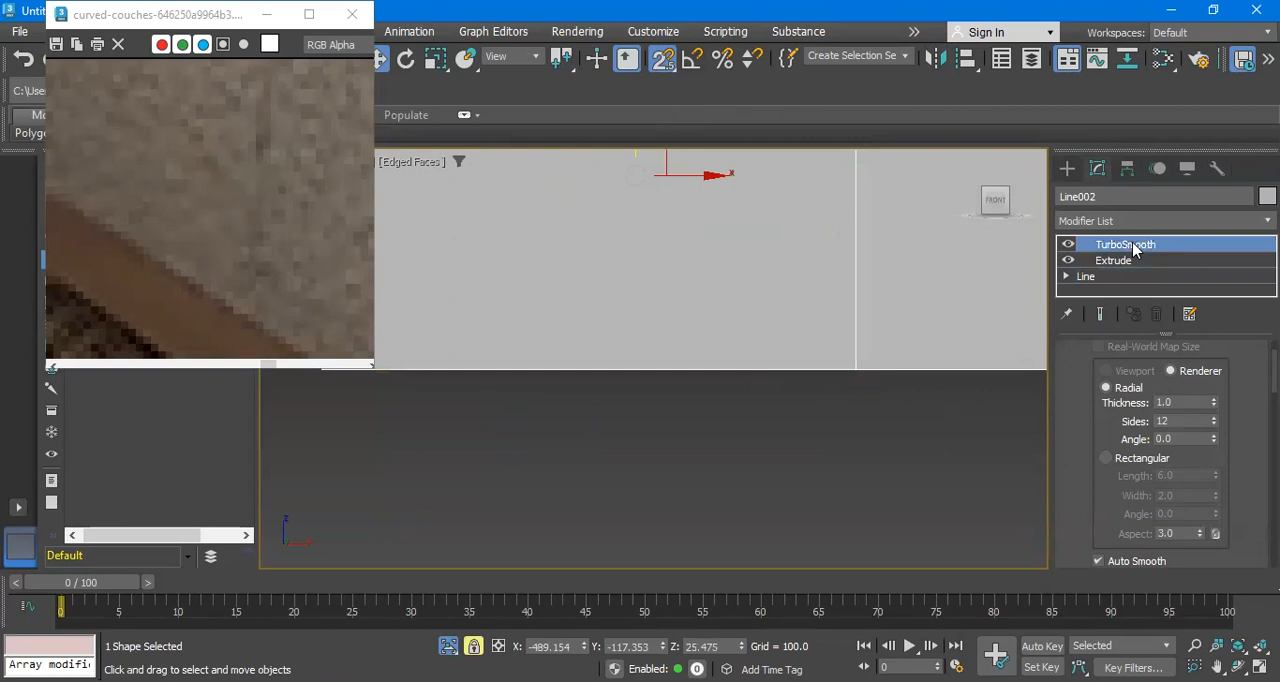 Untit
curved-couches-646250a9964b3....
File
Animation
Graph Editors
Rendering
Customize
Scripting
Substance
Sign In
Workspaces: Default
RGB Alpha
View
Create Selection Se
C:\Use
Mo
Populate
Polyg
[Edged Faces ]
x
FRONT
Line002
Modifier List
TurboSmooth
Extrude
Line
Real-World Map Size
Viewport
Renderer
Radial
Thickness: 1.0
Sides: 12
Angle: 0.0
Rectangular
Length: 6.0
Width: 2.0
Angle: 0.0
Aspect: 3.0
Auto Smooth
z
Default
0 / 100
0 5 10 15 20 25 30 35 40 45 50 55 60 65 70 75 80 85 90 95 100
1 Shape Selected
X: -489.154 Y: -117.353 Z: 25.475 Grid = 100.0
Auto Key
Selected
Array modifi
Click and drag to select and move objects
Enabled:
0
Add Time Tag
0
Set Key
Key Filters...